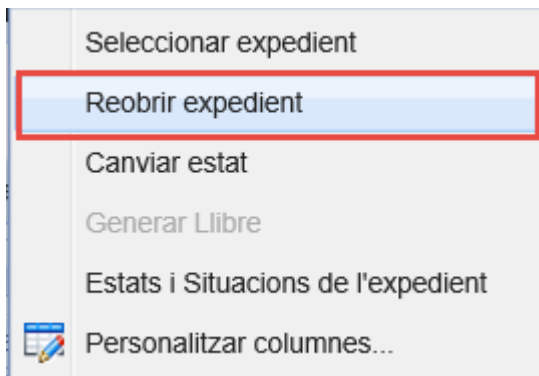 Seleccionar expedient
Reobrir expedient
Canviar estat
Generar Llibre
Estats i Situacions de l'expedient
Personalitzar columnes...